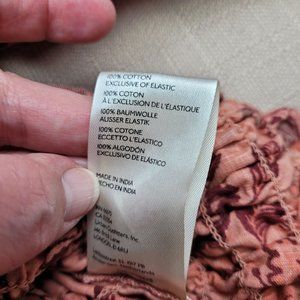 100% COTTON
EXCLUSIVE OF ELASTIC
100% COTON
À L'EXCLUSION DE L'ÉLASTIQUE
100% BAUMWOLLE
AUSSER ELASTIK
100% COTONE
ECCETTO L'ELASTICO
100% ALGODÓN
EXCLUSIVO DE ELÁSTICO
MADE IN INDIA
HECHO EN INDIA